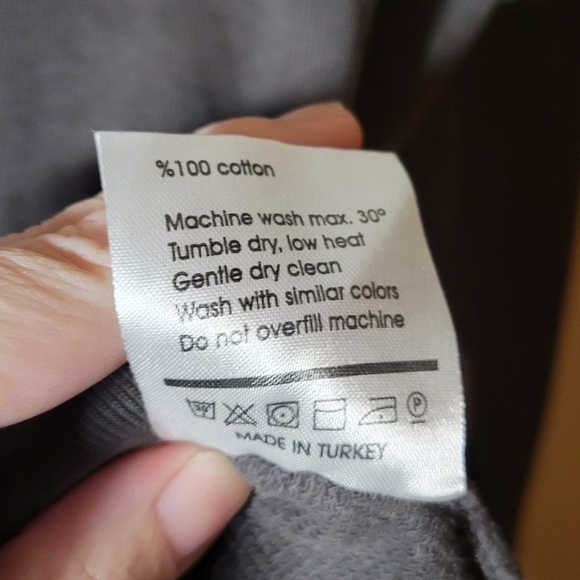 %100 cotton
Machine wash max. 30°
Tumble dry, low heat
Gentle dry clean
Wash with similar colors
Do not overfill machine
30°
P
MADE IN TURKEY